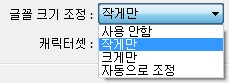 글꼴 크기 조정 : 작게만
사용 안함
캐릭터셋 : 작게만
크게만
자동으로 조정